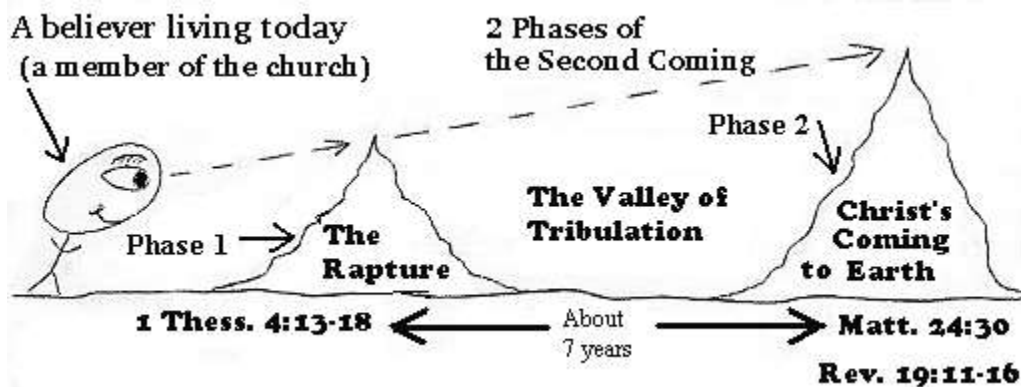 A believer living today
(a member of the church)
2 Phases of
the Second Coming
Phase 1
The
Rapture
The Valley of
Tribulation
Phase 2
Christ's
Coming
to Earth
1 Thess. 4:13-18
About
7 years
Matt. 24:30
Rev. 19:11-16